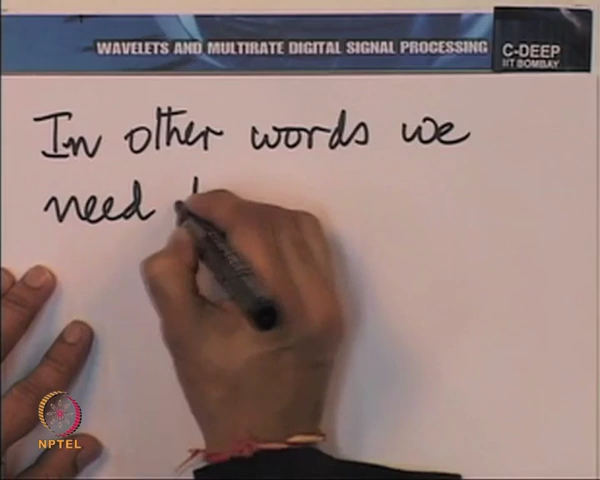 WAVELETS AND MULTIRATE DIGITAL SIGNAL PROCESSING
C-DEEP
IIT BOMBAY
In other words we
need
NPTEL